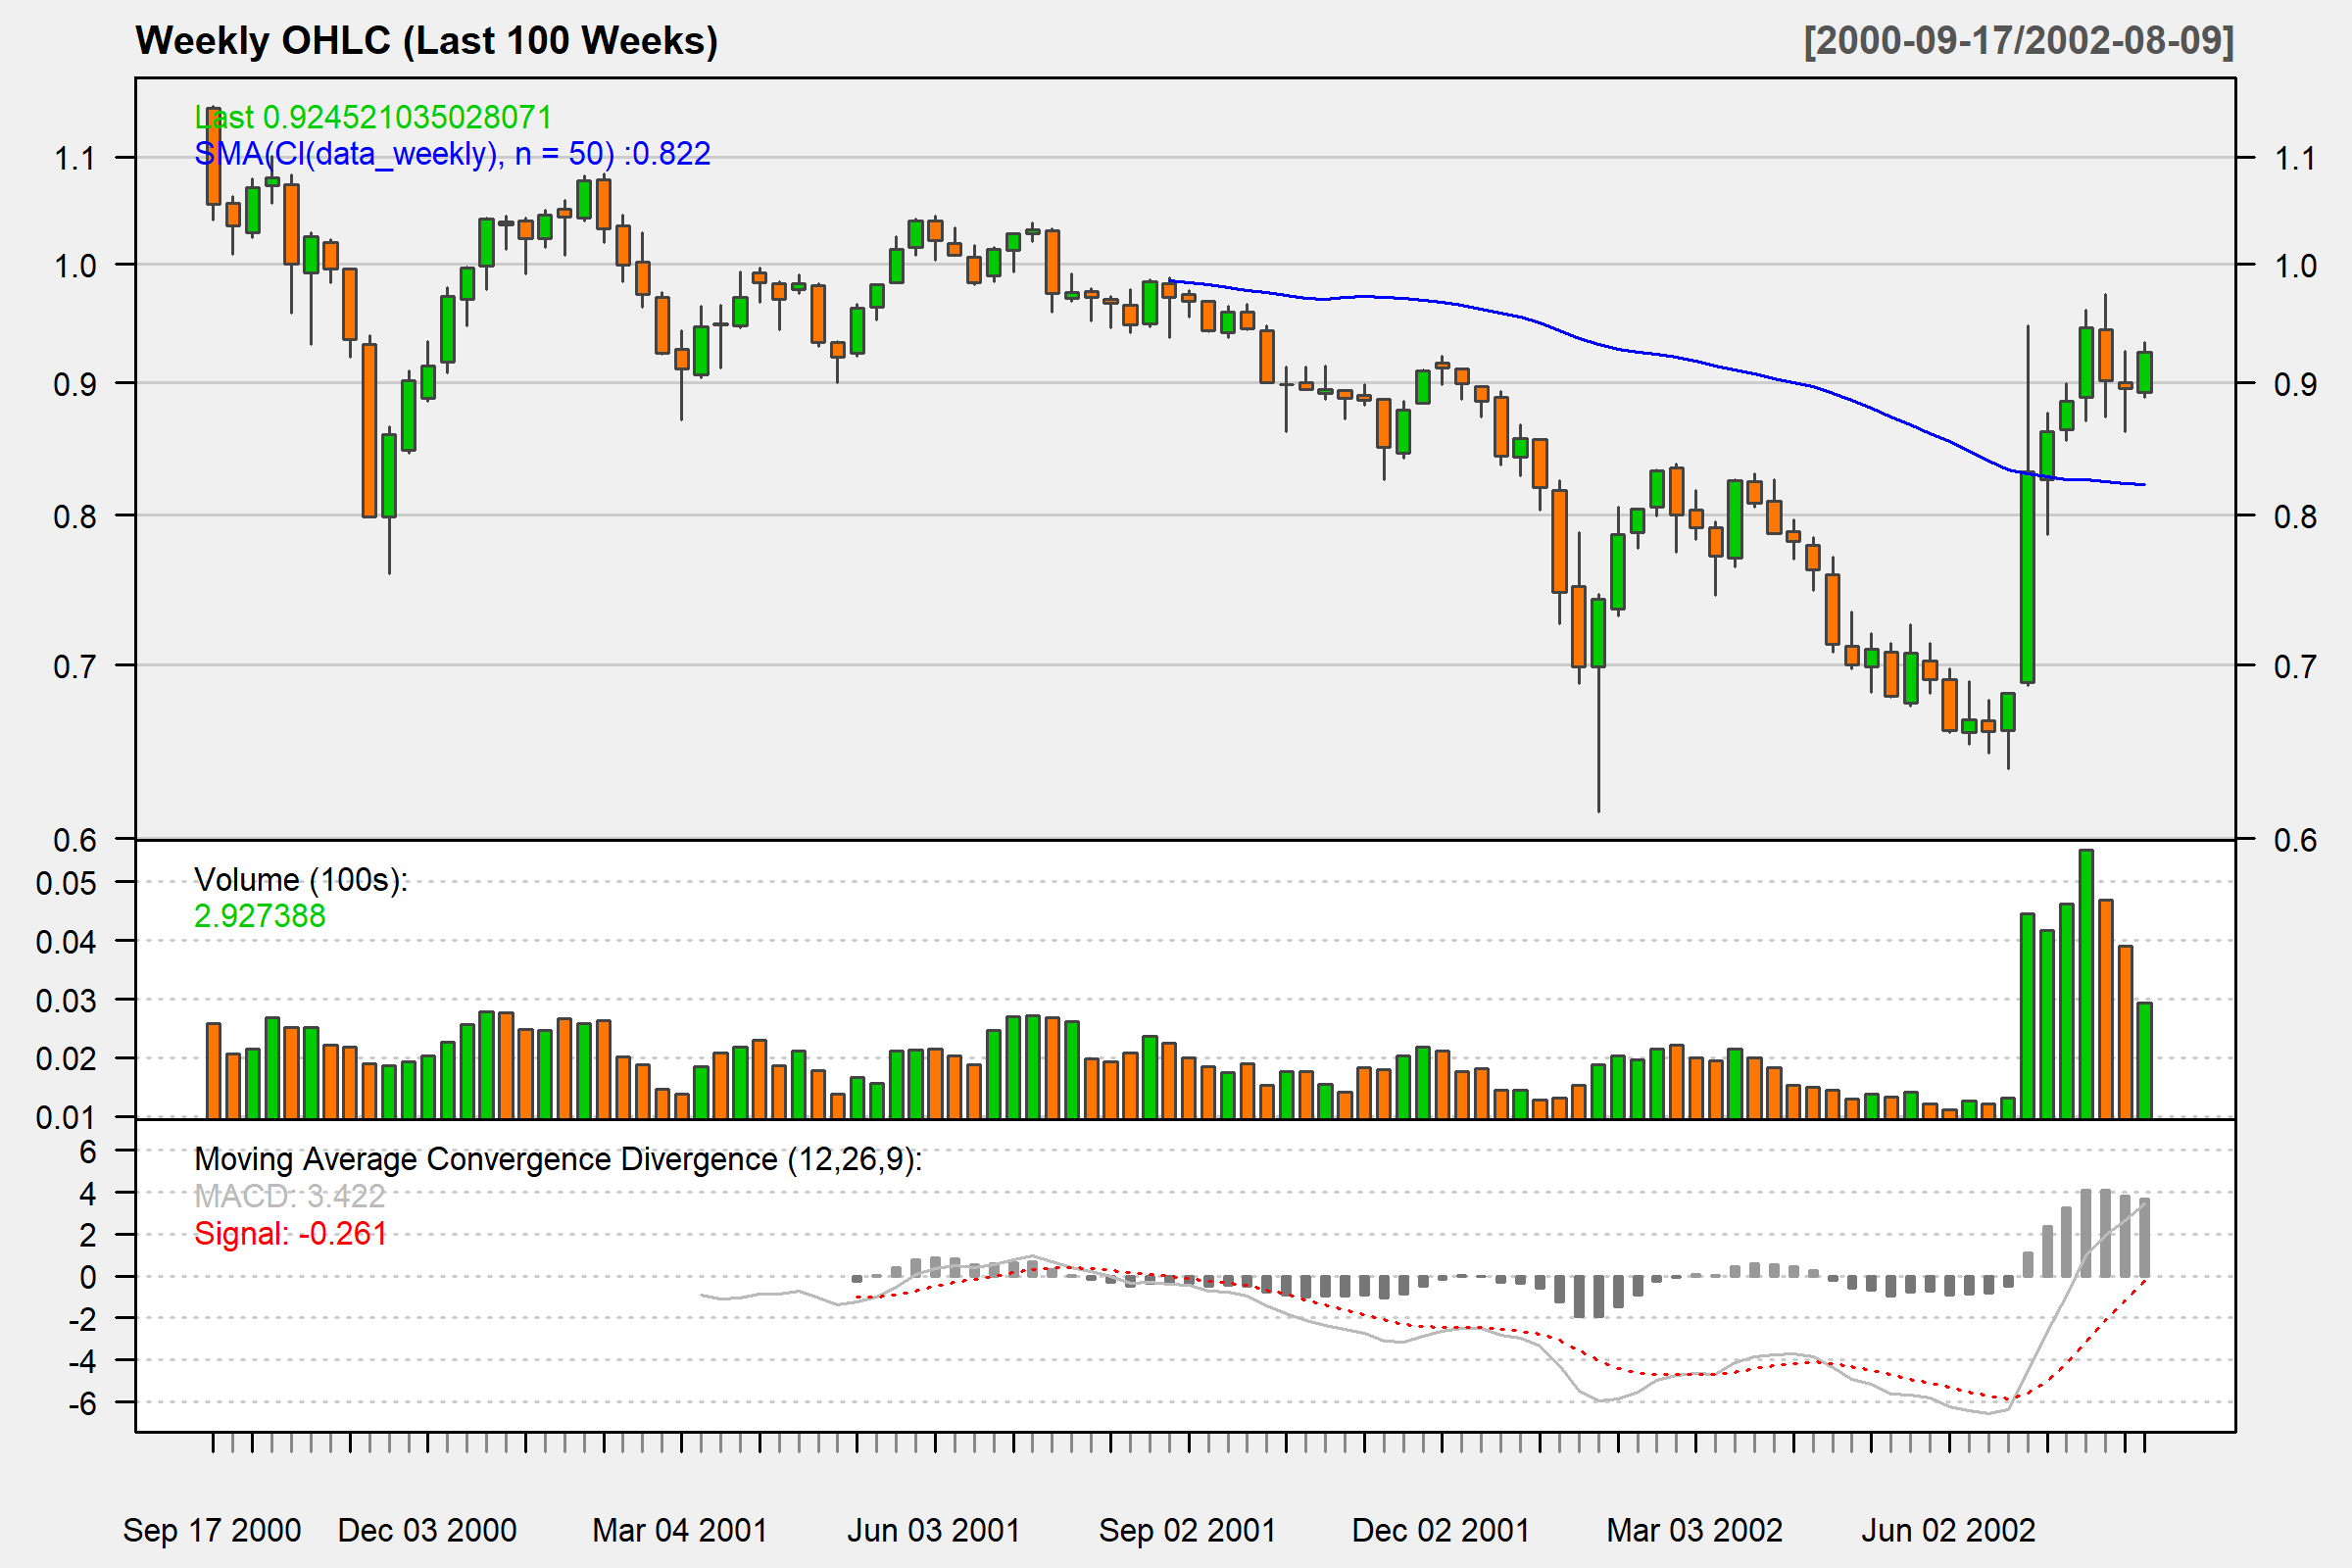 Weekly OHLC (Last 100 Weeks)
[2000-09-17/2002-08-09]
Last 0.924521035028071
SMA(Cl(data_weekly), n = 50) :0.822
1.1
1.0
0.9
0.8
0.7
0.6
1.1
1.0
0.9
0.8
0.7
0.6
Volume (100s):
2.927388
0.05
0.04
0.03
0.02
0.01
Moving Average Convergence Divergence (12,26,9):
MACD: 3.422
Signal: -0.261
6
4
2
0
-2
-4
-6
Sep 17 2000
Dec 03 2000
Mar 04 2001
Jun 03 2001
Sep 02 2001
Dec 02 2001
Mar 03 2002
Jun 02 2002